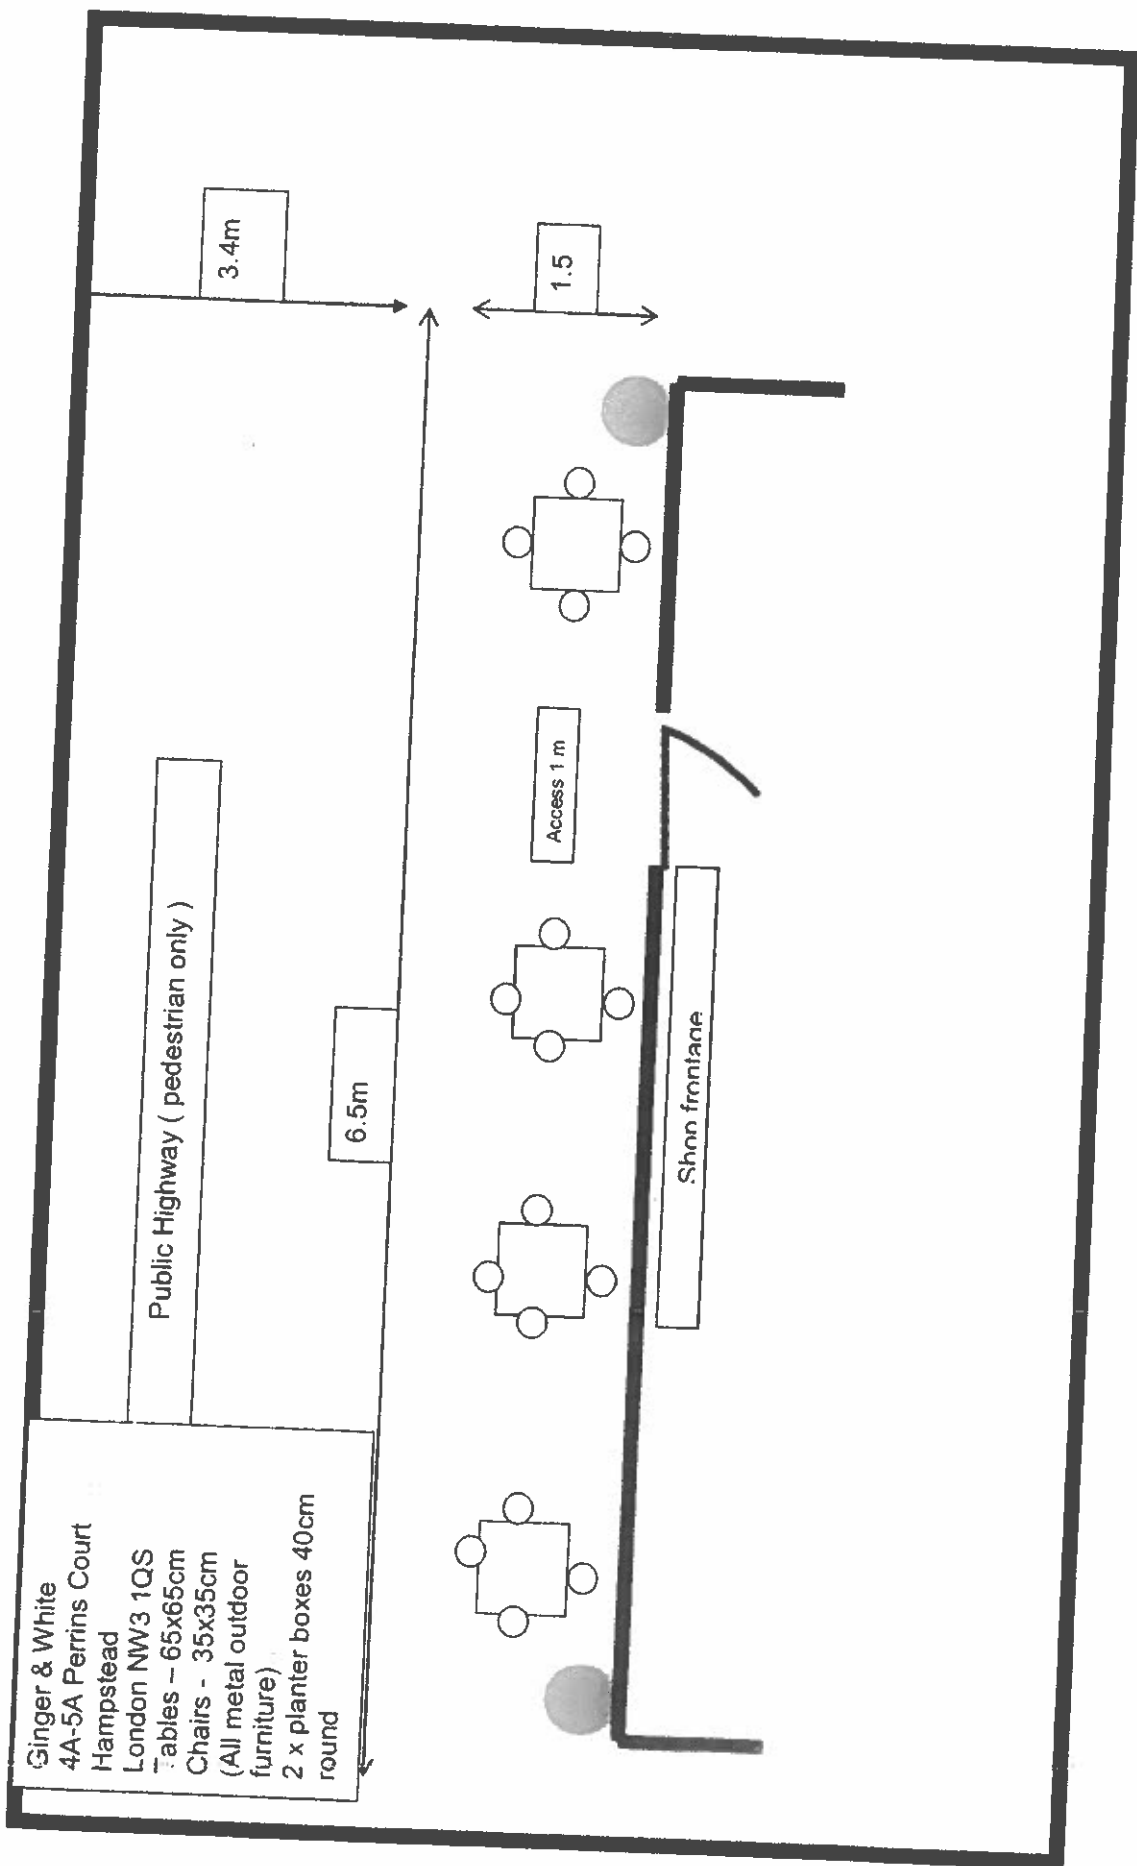 Ginger & White
4A-5A Perrins Court
Hampstead
London NW3 1QS
Tables – 65x65cm
Chairs - 35x35cm
(All metal outdoor
furniture)
2 x planter boxes 40cm
round
Public Highway ( pedestrian only )
3.4m
6.5m
1.5
Access 1 m
Shop frontage